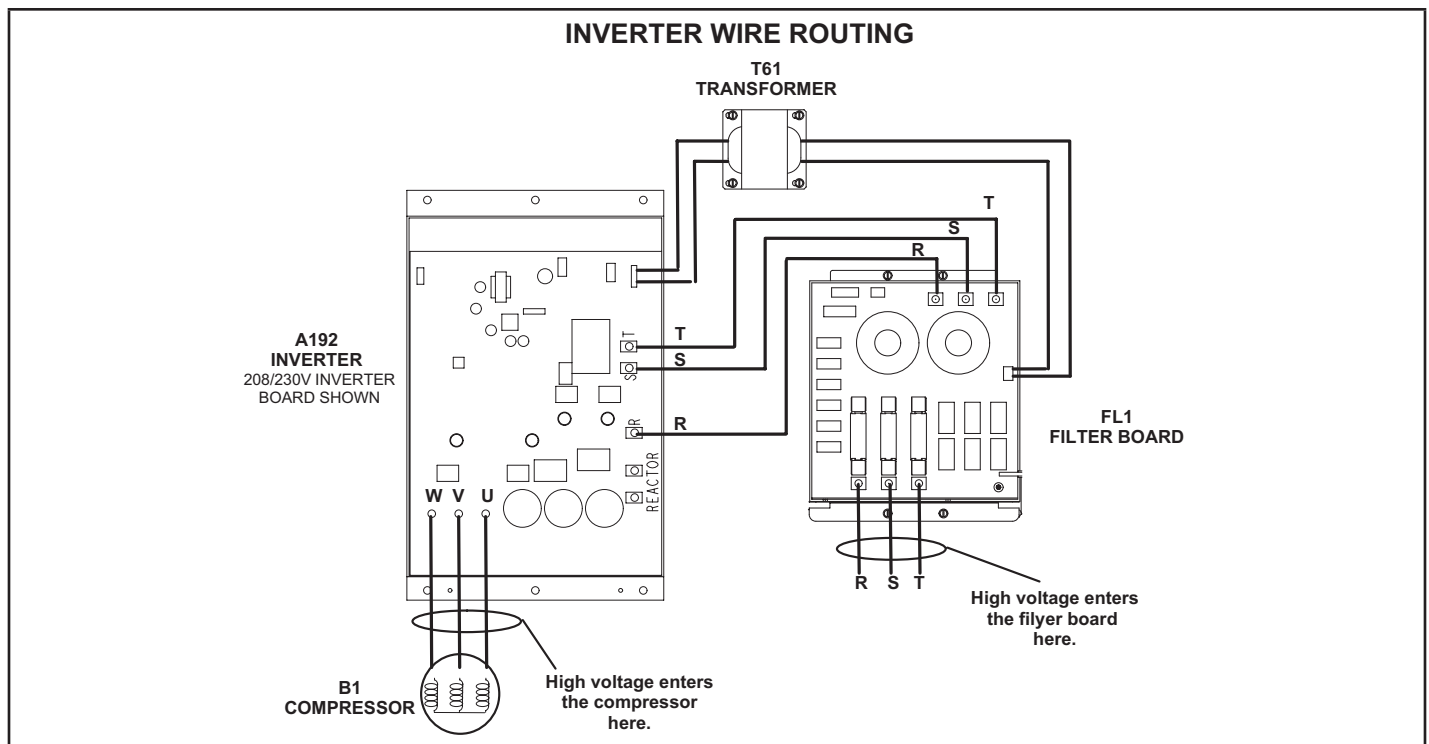 INVERTER WIRE ROUTING
T61
TRANSFORMER
T
S
R
A192
INVERTER
208/230V INVERTER
BOARD SHOWN
T
T
S
S
R
R
REACTOR
W V U
FL1
FILTER BOARD
R S T
High voltage enters
the filyer board
here.
B1
COMPRESSOR
High voltage enters
the compressor
here.